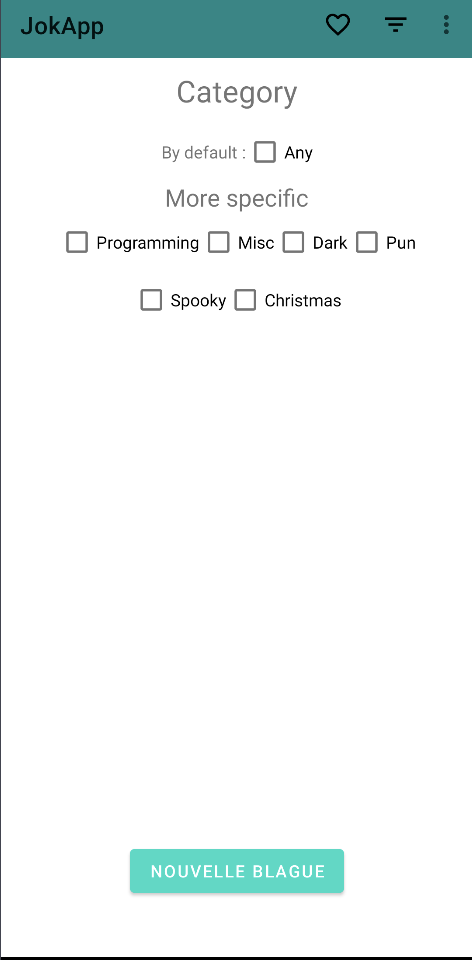 JokApp
Category
By default : Any
More specific
Programming Misc Dark Pun
Spooky Christmas
NOUVELLE BLAGUE